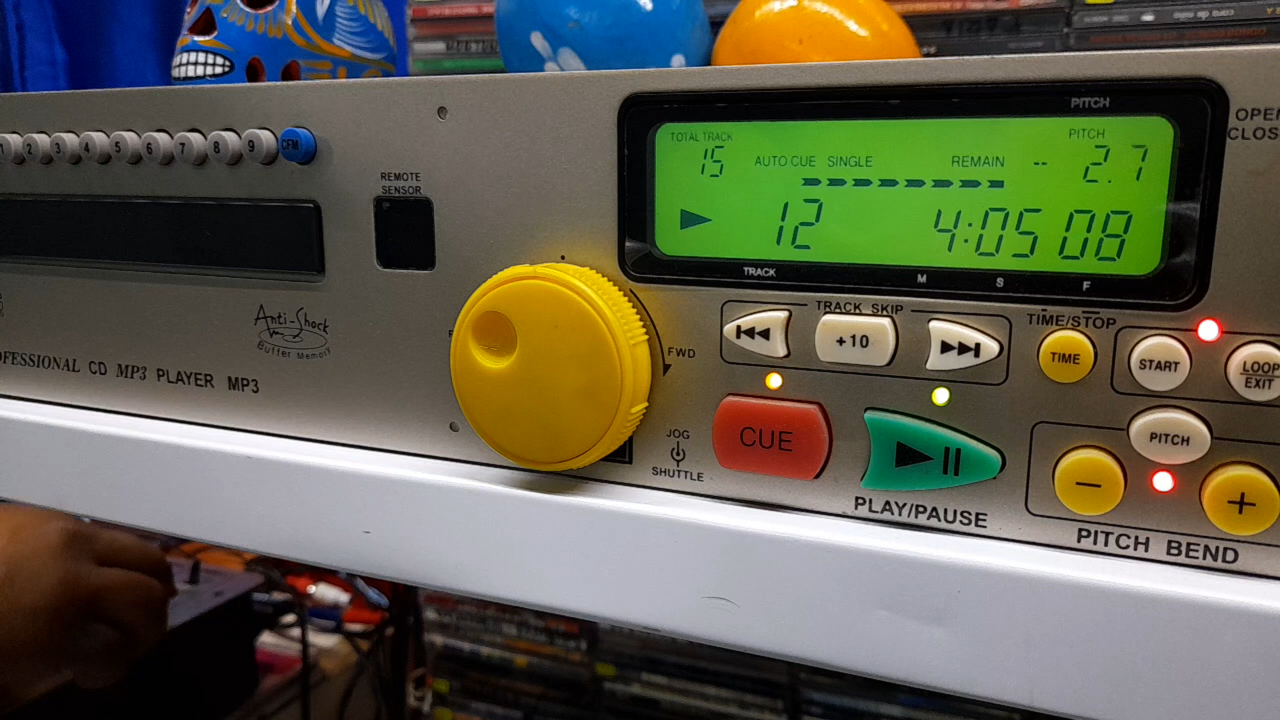 1 2 3 4 5 6 7 8 9 CFM
REMOTE
SENSOR
PITCH
TOTAL TRACK
15
AUTO CUE SINGLE REMAIN
PITCH
-- 2.7
12 4:05 08
TRACK M S F
OPEN
CLOS
Anti-Shock
Buffer Memory
OFESSIONAL CD MP3 PLAYER MP3
FWD
JOG
SHUTTLE
TRACK SKIP
+10
TIME/STOP
TIME
START
LOOP
EXIT
CUE
PLAY/PAUSE
PITCH
− +
PITCH BEND